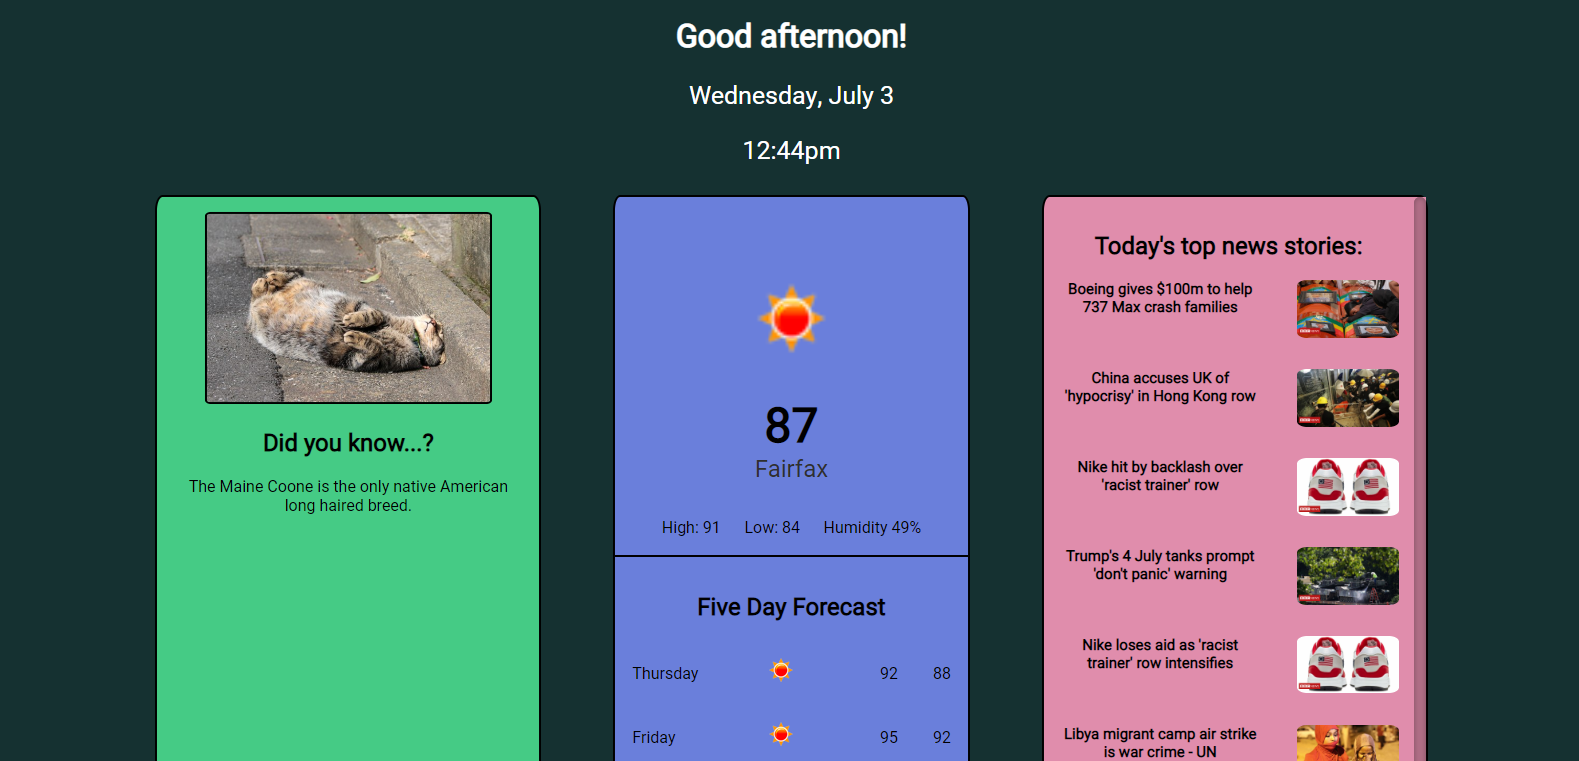 Good afternoon!
Wednesday, July 3
12:44pm
Did you know...?
The Maine Coone is the only native American
long haired breed.
87
Fairfax
High: 91 Low: 84 Humidity 49%
Five Day Forecast
Thursday 92 88
Friday 95 92
Today's top news stories:
Boeing gives $100m to help
737 Max crash families
China accuses UK of
'hypocrisy' in Hong Kong row
Nike hit by backlash over
'racist trainer' row
Trump's 4 July tanks prompt
'don't panic' warning
Nike loses aid as 'racist
trainer' row intensifies
Libya migrant camp air strike
is war crime - UN